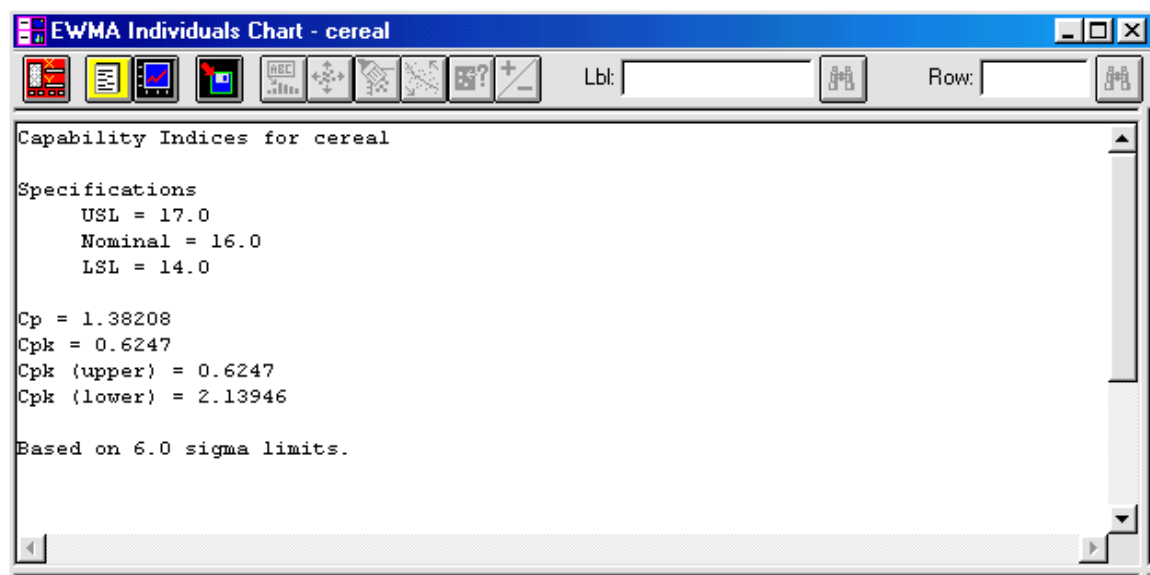 EWMA Individuals Chart - cereal
ABC
Lbl:
Row:
Capability Indices for cereal
Specifications
USL = 17.0
Nominal = 16.0
LSL = 14.0
Cp = 1.38208
Cpk = 0.6247
Cpk (upper) = 0.6247
Cpk (lower) = 2.13946
Based on 6.0 sigma limits.